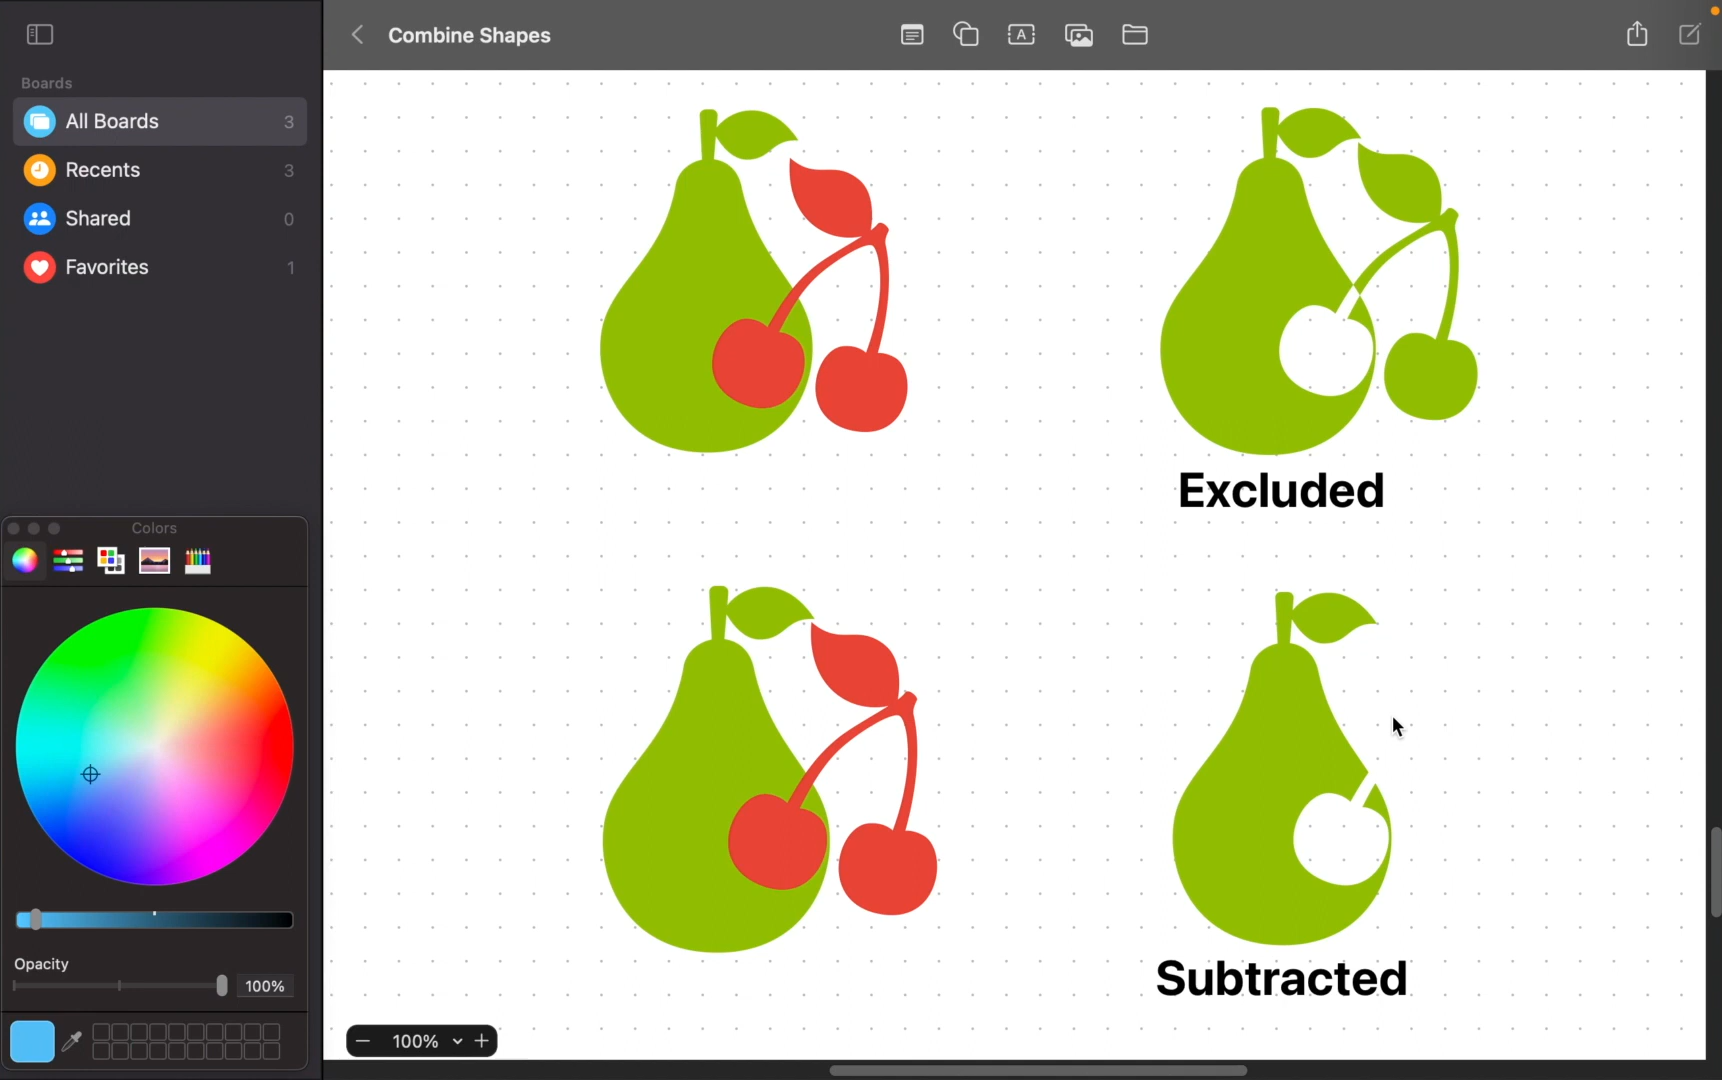 Combine Shapes
A
Boards
All Boards 3
Recents 3
Shared 0
Favorites 1
Excluded
Colors
Opacity
100%
Subtracted
100%